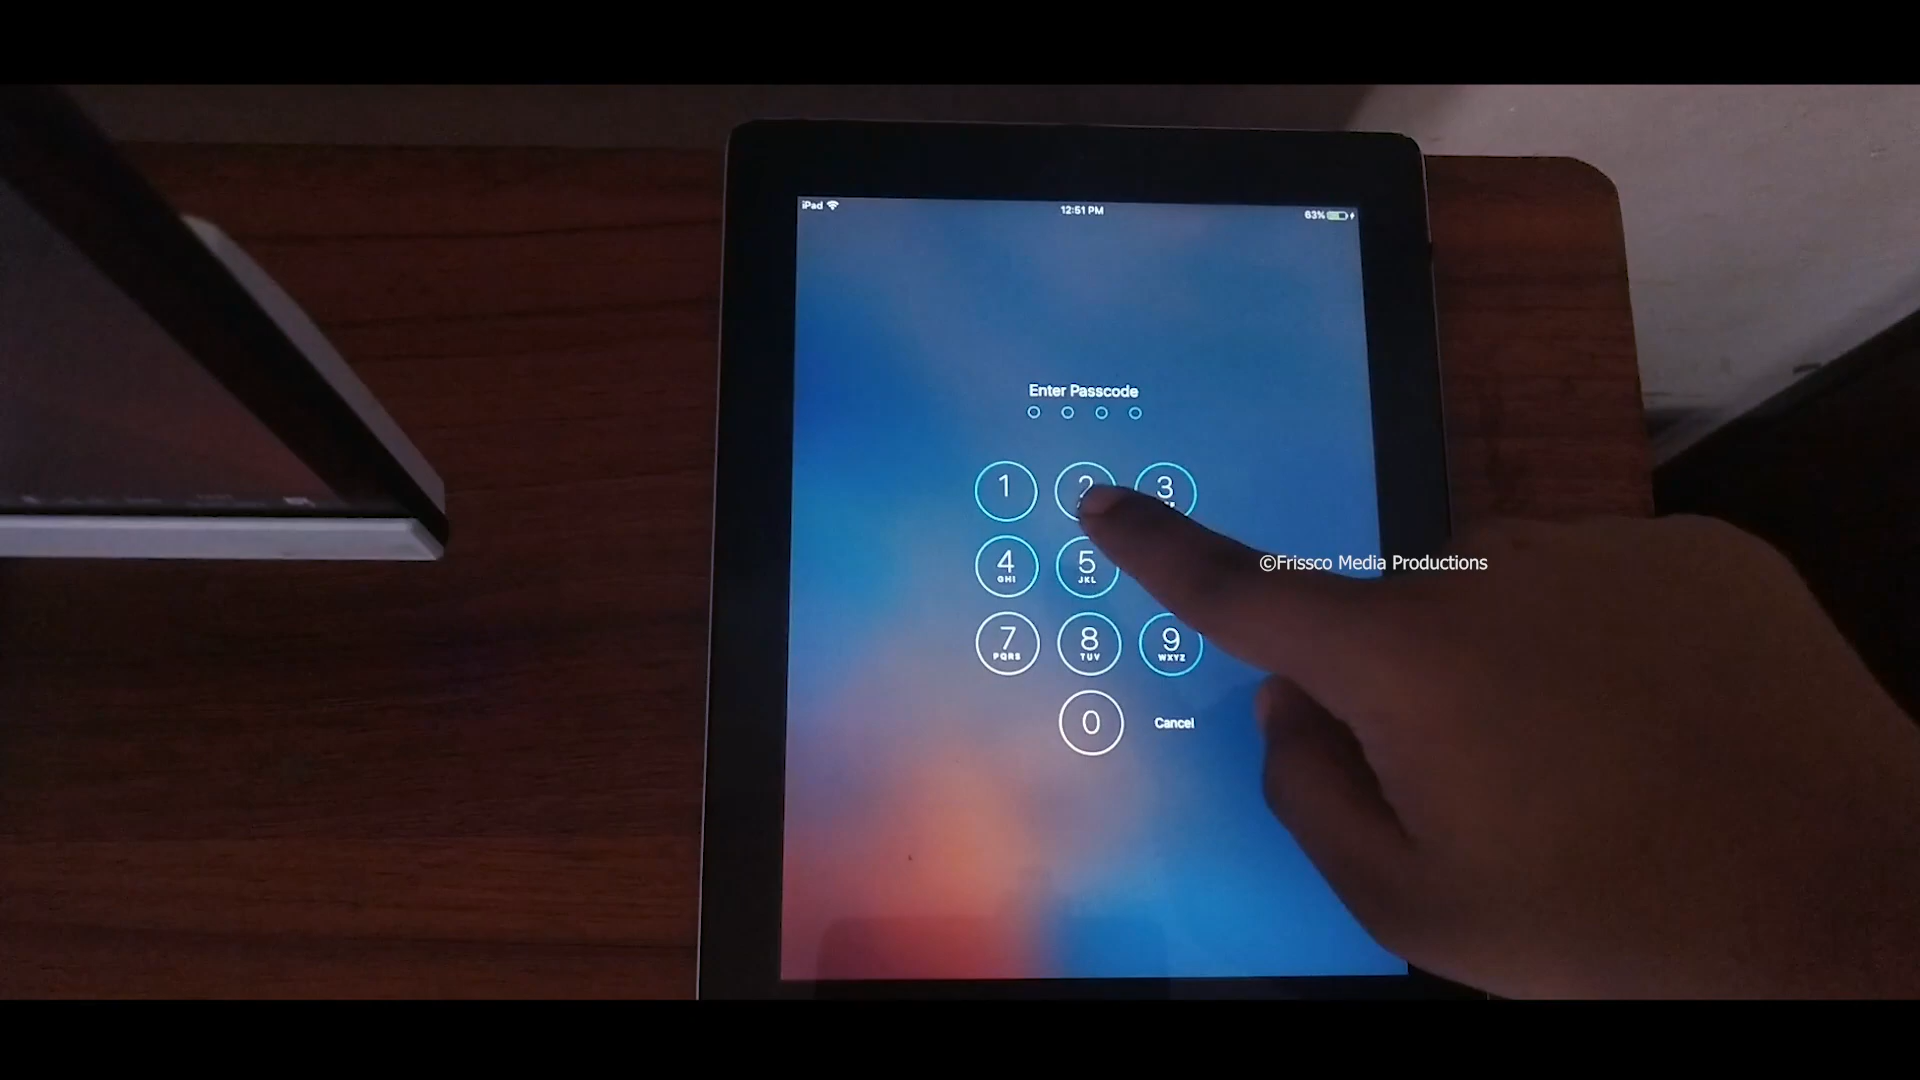 iPad
12:51 PM
63%
Enter Passcode
1
2
3
4
GHI
5
JKL
7
PQRS
8
TUV
9
WXYZ
0
Cancel
©Frissco Media Productions